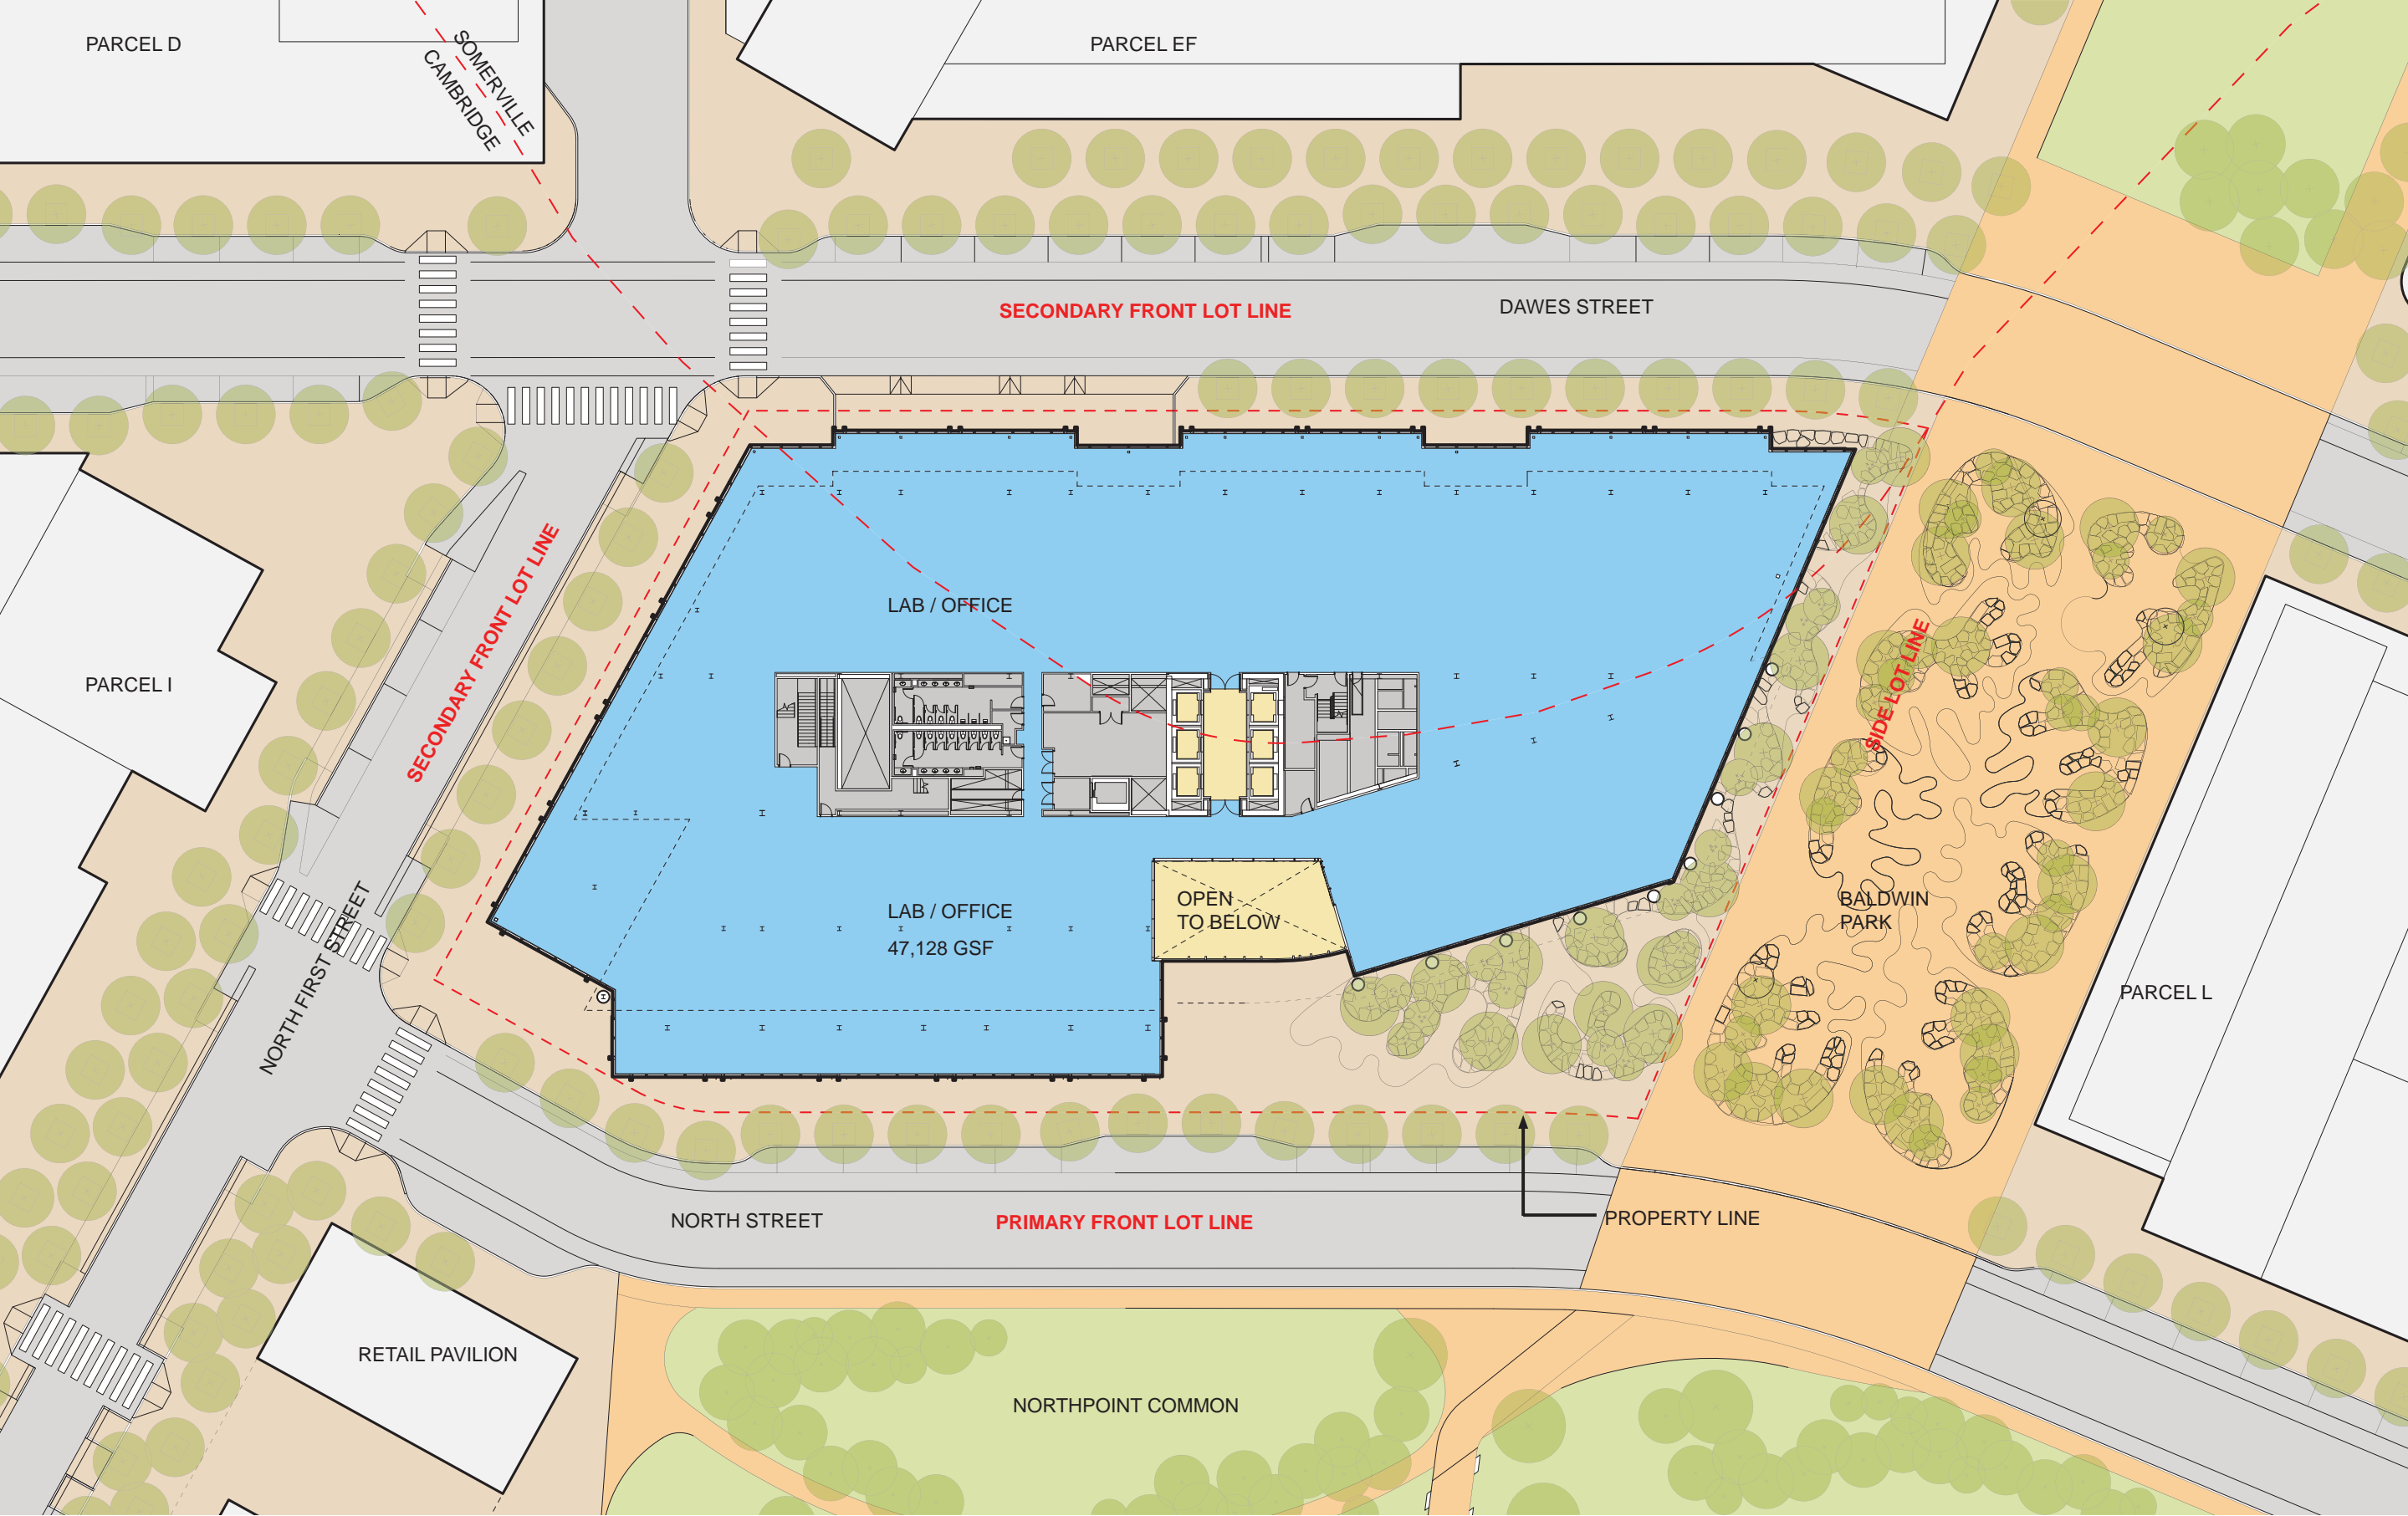 PARCEL D
SOMERVILLE
CAMBRIDGE
PARCEL EF
SECONDARY FRONT LOT LINE
DAWES STREET
SECONDARY FRONT LOT LINE
LAB / OFFICE
PARCEL I
SIDE LOT LINE
NORTH FIRST STREET
LAB / OFFICE
47,128 GSF
OPEN
TO BELOW
BALDWIN
PARK
PARCEL L
NORTH STREET
PRIMARY FRONT LOT LINE
PROPERTY LINE
RETAIL PAVILION
NORTHPOINT COMMON